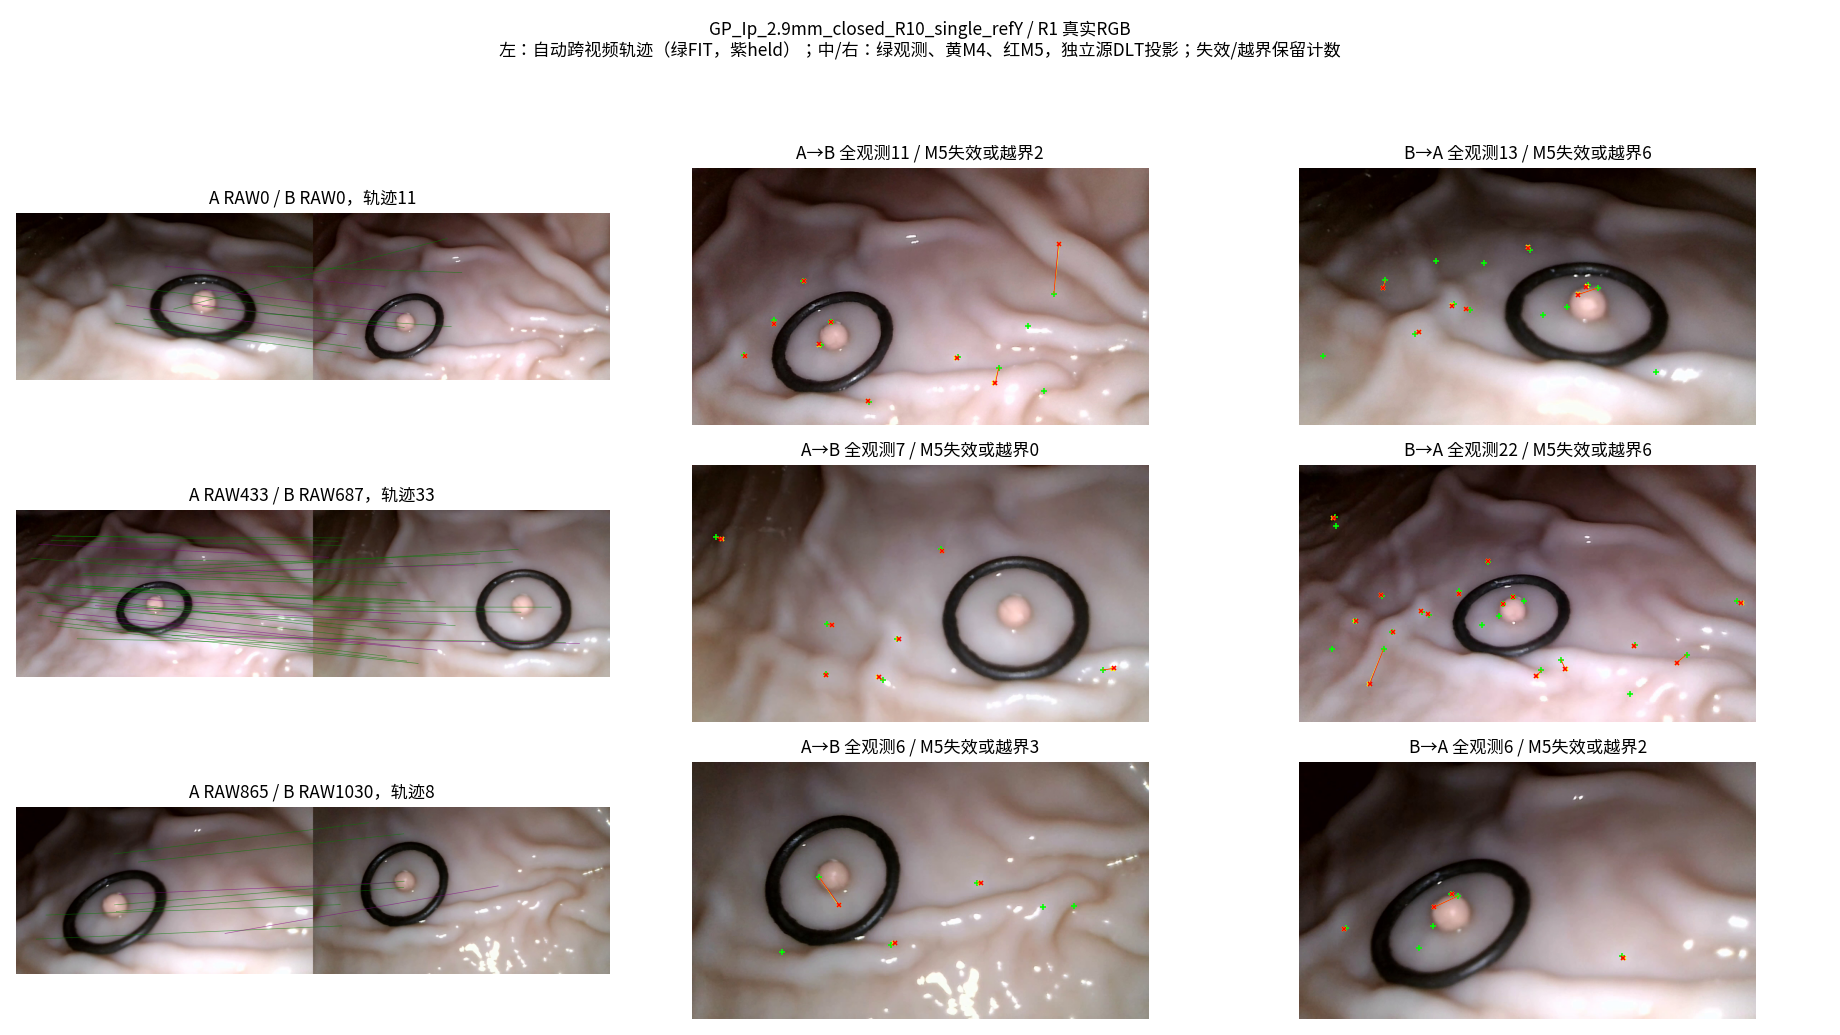 GP_Ip_2.9mm_closed_R10_single_refY / R1 真实RGB
左：自动跨视频轨迹（绿FIT，紫held）；中/右：绿观测、黄M4、红M5，独立源DLT投影；失效/越界保留计数
A RAW0 / B RAW0，轨迹11
A→B 全观测11 / M5失效或越界2
B→A 全观测13 / M5失效或越界6
A RAW433 / B RAW687，轨迹33
A→B 全观测7 / M5失效或越界0
B→A 全观测22 / M5失效或越界6
A RAW865 / B RAW1030，轨迹8
A→B 全观测6 / M5失效或越界3
B→A 全观测6 / M5失效或越界2